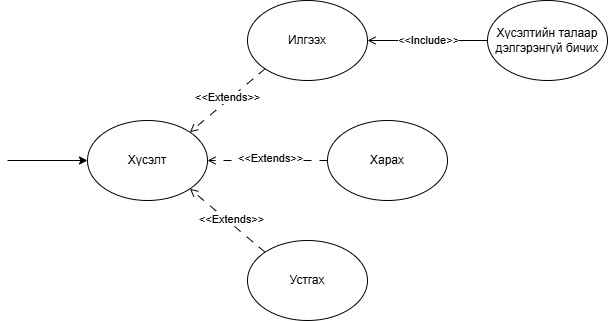 Илгээх
<<Include>>
Хүсэлтийн талаар
дэлгэрэнгүй бичих
<<Extends>>
Хүсэлт
<<Extends>>
Харах
<<Extends>>
Устгах